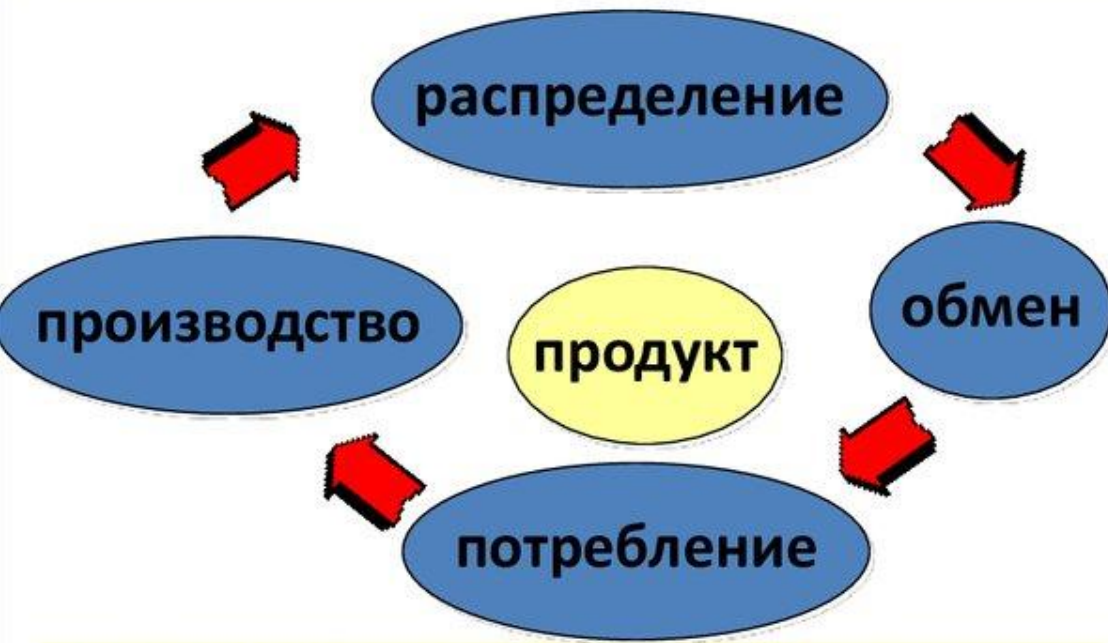 распределение
производство
обмен
продукт
потребление